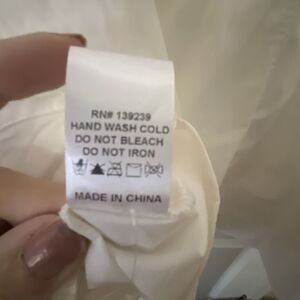 RN# 139239
HAND WASH COLD
DO NOT BLEACH
DO NOT IRON
MADE IN CHINA